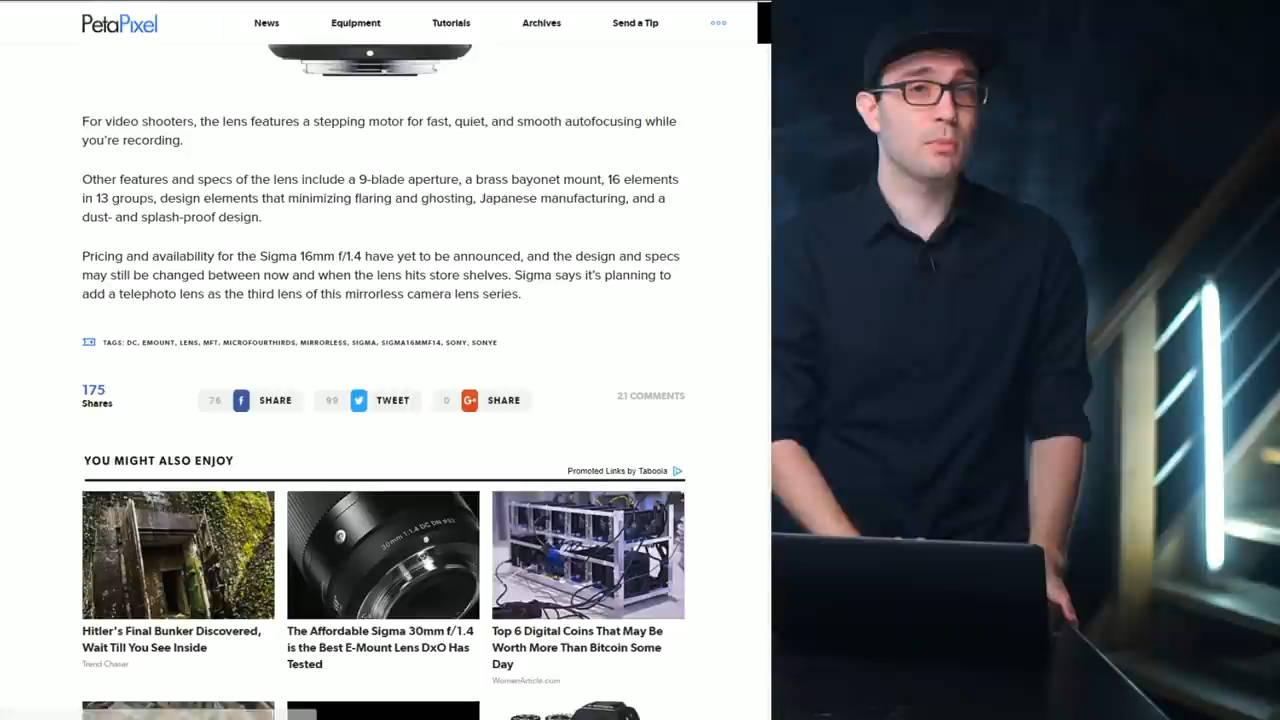 PetaPixel
News Equipment Tutorials Archives Send a Tip
For video shooters, the lens features a stepping motor for fast, quiet, and smooth autofocusing while
you're recording.
Other features and specs of the lens include a 9-blade aperture, a brass bayonet mount, 16 elements
in 13 groups, design elements that minimizing flaring and ghosting, Japanese manufacturing, and a
dust- and splash-proof design.
Pricing and availability for the Sigma 16mm f/1.4 have yet to be announced, and the design and specs
may still be changed between now and when the lens hits store shelves. Sigma says it's planning to
add a telephoto lens as the third lens of this mirrorless camera lens series.
TAGS: DC, EMOUNT, LENS, MFT, MICROFOURTHIRDS, MIRRORLESS, SIGMA, SIGMA16MMF14, SONY, SONYE
175
Shares
76 f SHARE
99 TWEET
0 G+ SHARE
21 COMMENTS
YOU MIGHT ALSO ENJOY
Promoted Links by Taboola
30mm 1:1.4 DC DN
Hitler's Final Bunker Discovered,
Wait Till You See Inside
Trend Chaser
The Affordable Sigma 30mm f/1.4
is the Best E-Mount Lens DxO Has
Tested
Top 6 Digital Coins That May Be
Worth More Than Bitcoin Some
Day
WomenArticle.com